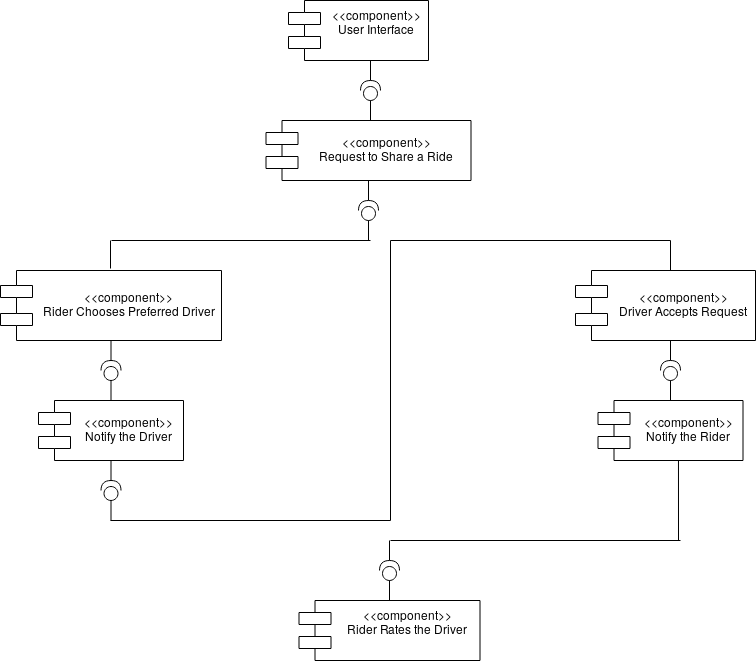 <<component>>
User Interface
<<component>>
Request to Share a Ride
<<component>>
Rider Chooses Preferred Driver
<<component>>
Driver Accepts Request
<<component>>
Notify the Driver
<<component>>
Notify the Rider
<<component>>
Rider Rates the Driver